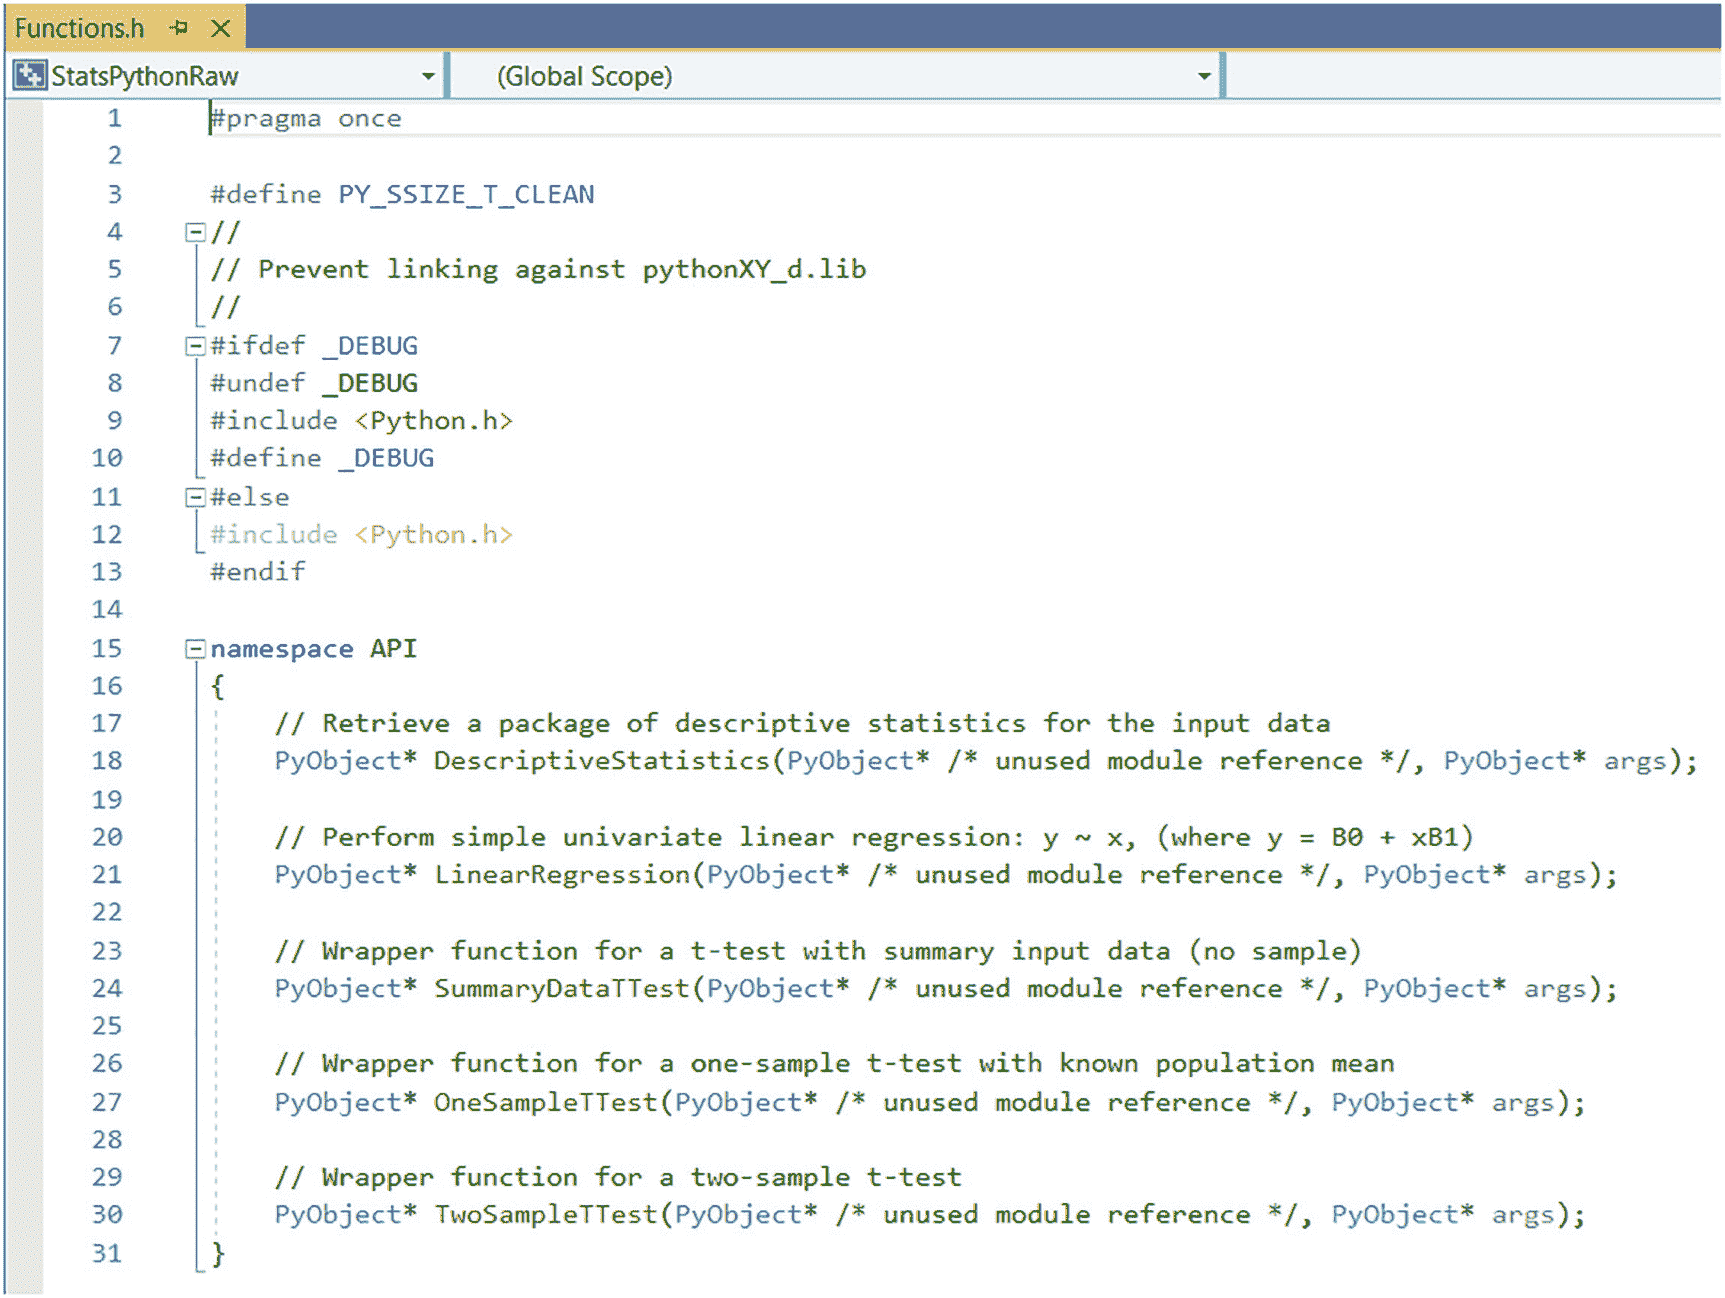 Functions.h
StatsPythonRaw (Global Scope)
1 #pragma once
2
3 #define PY_SSIZE_T_CLEAN
4 //
5 // Prevent linking against pythonXY_d.lib
6 //
7 #ifdef _DEBUG
8 #undef _DEBUG
9 #include <Python.h>
10 #define _DEBUG
11 #else
12 #include <Python.h>
13 #endif
14
15 namespace API
16 {
17 // Retrieve a package of descriptive statistics for the input data
18 PyObject* DescriptiveStatistics(PyObject* /* unused module reference */, PyObject* args);
19
20 // Perform simple univariate linear regression: y ~ x, (where y = B0 + xB1)
21 PyObject* LinearRegression(PyObject* /* unused module reference */, PyObject* args);
22
23 // Wrapper function for a t-test with summary input data (no sample)
24 PyObject* SummaryDataTTest(PyObject* /* unused module reference */, PyObject* args);
25
26 // Wrapper function for a one-sample t-test with known population mean
27 PyObject* OneSampleTTest(PyObject* /* unused module reference */, PyObject* args);
28
29 // Wrapper function for a two-sample t-test
30 PyObject* TwoSampleTTest(PyObject* /* unused module reference */, PyObject* args);
31 }